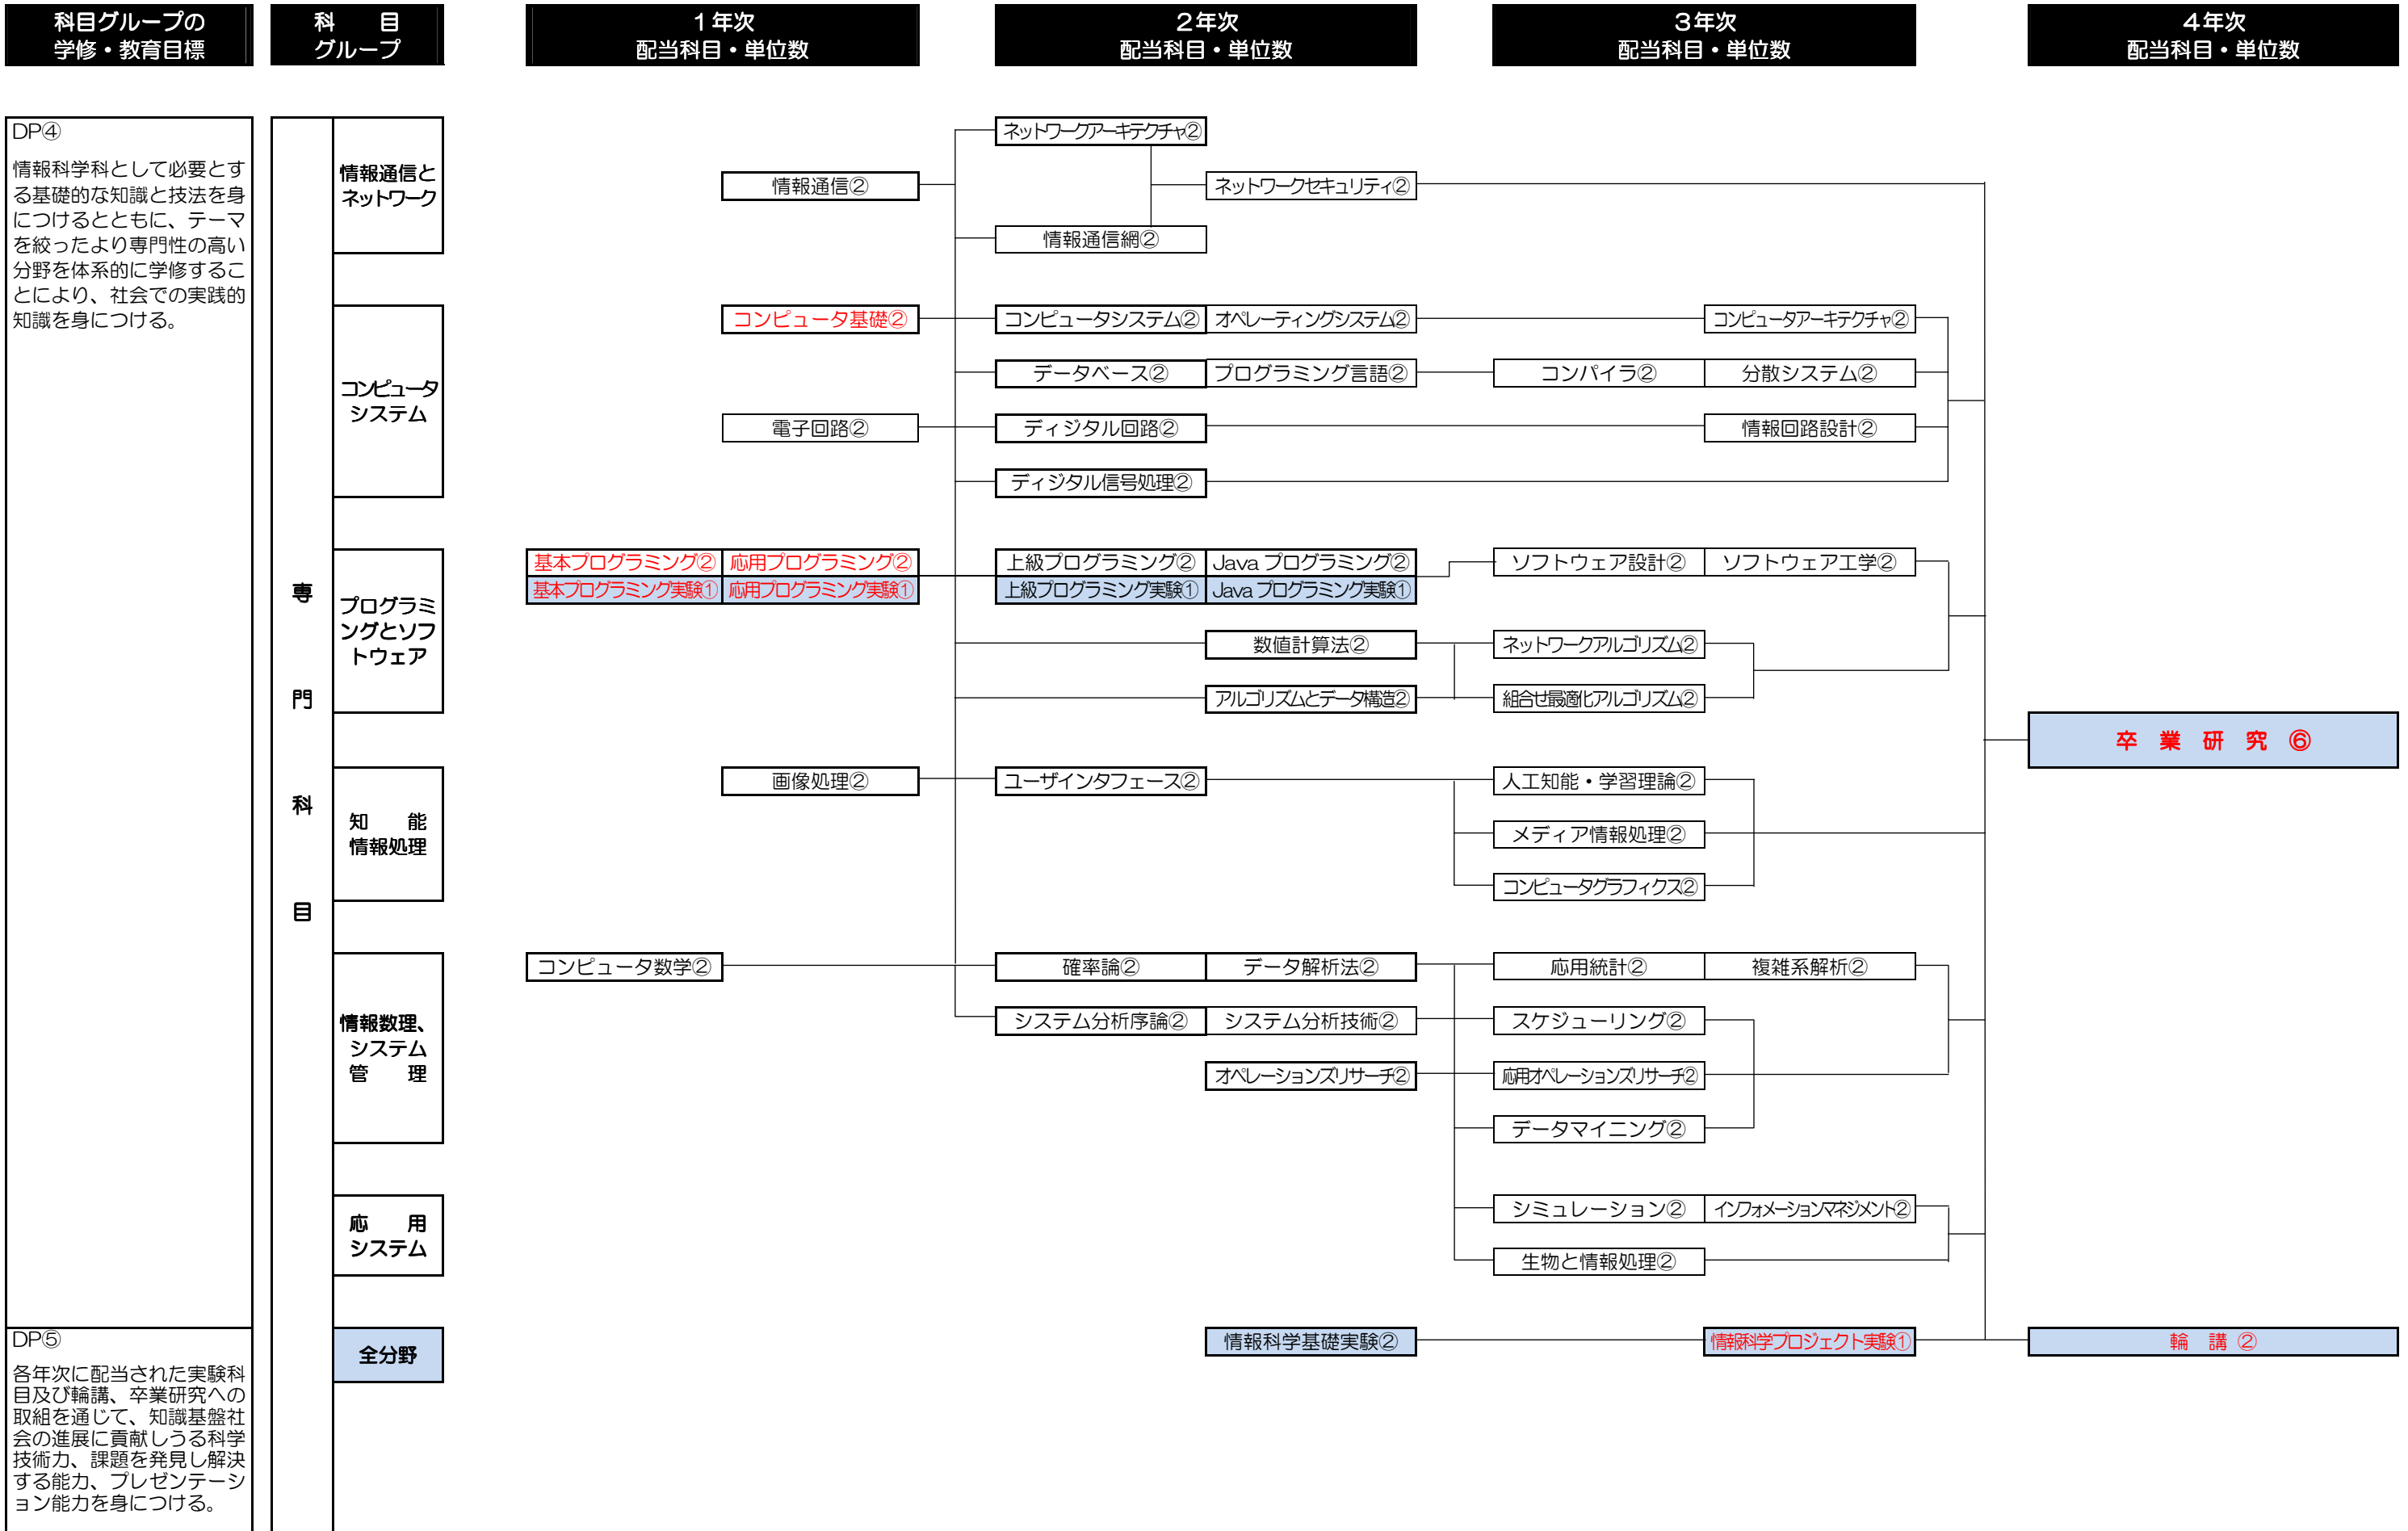 科目グループの
学修・教育目標
科　目
グループ
1年次
配当科目・単位数
2年次
配当科目・単位数
3年次
配当科目・単位数
4年次
配当科目・単位数
DP④
情報科学科として必要とす
る基礎的な知識と技法を身
につけるとともに、テーマ
を絞ったより専門性の高い
分野を体系的に学修するこ
とにより、社会での実践的
知識を身につける。
専
門
科
目
情報通信と
ネットワーク
ネットワークアーキテクチャ②
情報通信②
ネットワークセキュリティ②
情報通信網②
コンピュータ
システム
コンピュータ基礎②
コンピュータシステム②
オペレーティングシステム②
コンピュータアーキテクチャ②
データベース②
プログラミング言語②
コンパイラ②
分散システム②
電子回路②
ディジタル回路②
情報回路設計②
ディジタル信号処理②
プログラミ
ングとソフ
トウェア
基本プログラミング②
応用プログラミング②
上級プログラミング②
Java プログラミング②
ソフトウェア設計②
ソフトウェア工学②
基本プログラミング実験①
応用プログラミング実験①
上級プログラミング実験①
Java プログラミング実験①
数値計算法②
ネットワークアルゴリズム②
アルゴリズムとデータ構造②
組合せ最適化アルゴリズム②
卒 業 研 究 ⑥
知　能
情報処理
画像処理②
ユーザインタフェース②
人工知能・学習理論②
メディア情報処理②
コンピュータグラフィクス②
情報数理、
システム
管　理
コンピュータ数学②
確率論②
データ解析法②
応用統計②
複雑系解析②
システム分析序論②
システム分析技術②
スケジューリング②
オペレーションズリサーチ②
応用オペレーションズリサーチ②
データマイニング②
応　用
システム
シミュレーション②
インフォメーションマネジメント②
生物と情報処理②
DP⑤
各年次に配当された実験科
目及び輪講、卒業研究への
取組を通じて、知識基盤社
会の進展に貢献しうる科学
技術力、課題を発見し解決
する能力、プレゼンテーシ
ョン能力を身につける。
全分野
情報科学基礎実験②
情報科学プロジェクト実験①
輪 講 ②